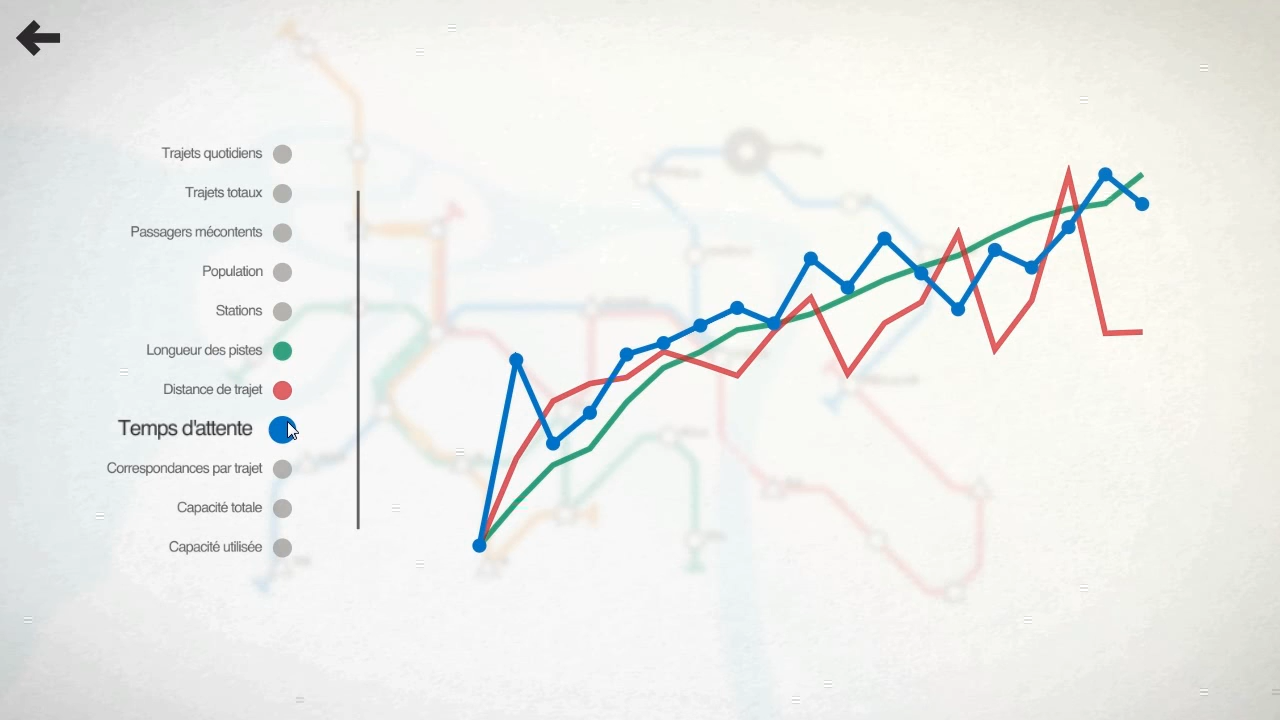 Trajets quotidiens
Trajets totaux
Passagers mécontents
Population
Stations
Longueur des pistes
Distance de trajet
Temps d'attente
Correspondances par trajet
Capacité totale
Capacité utilisée